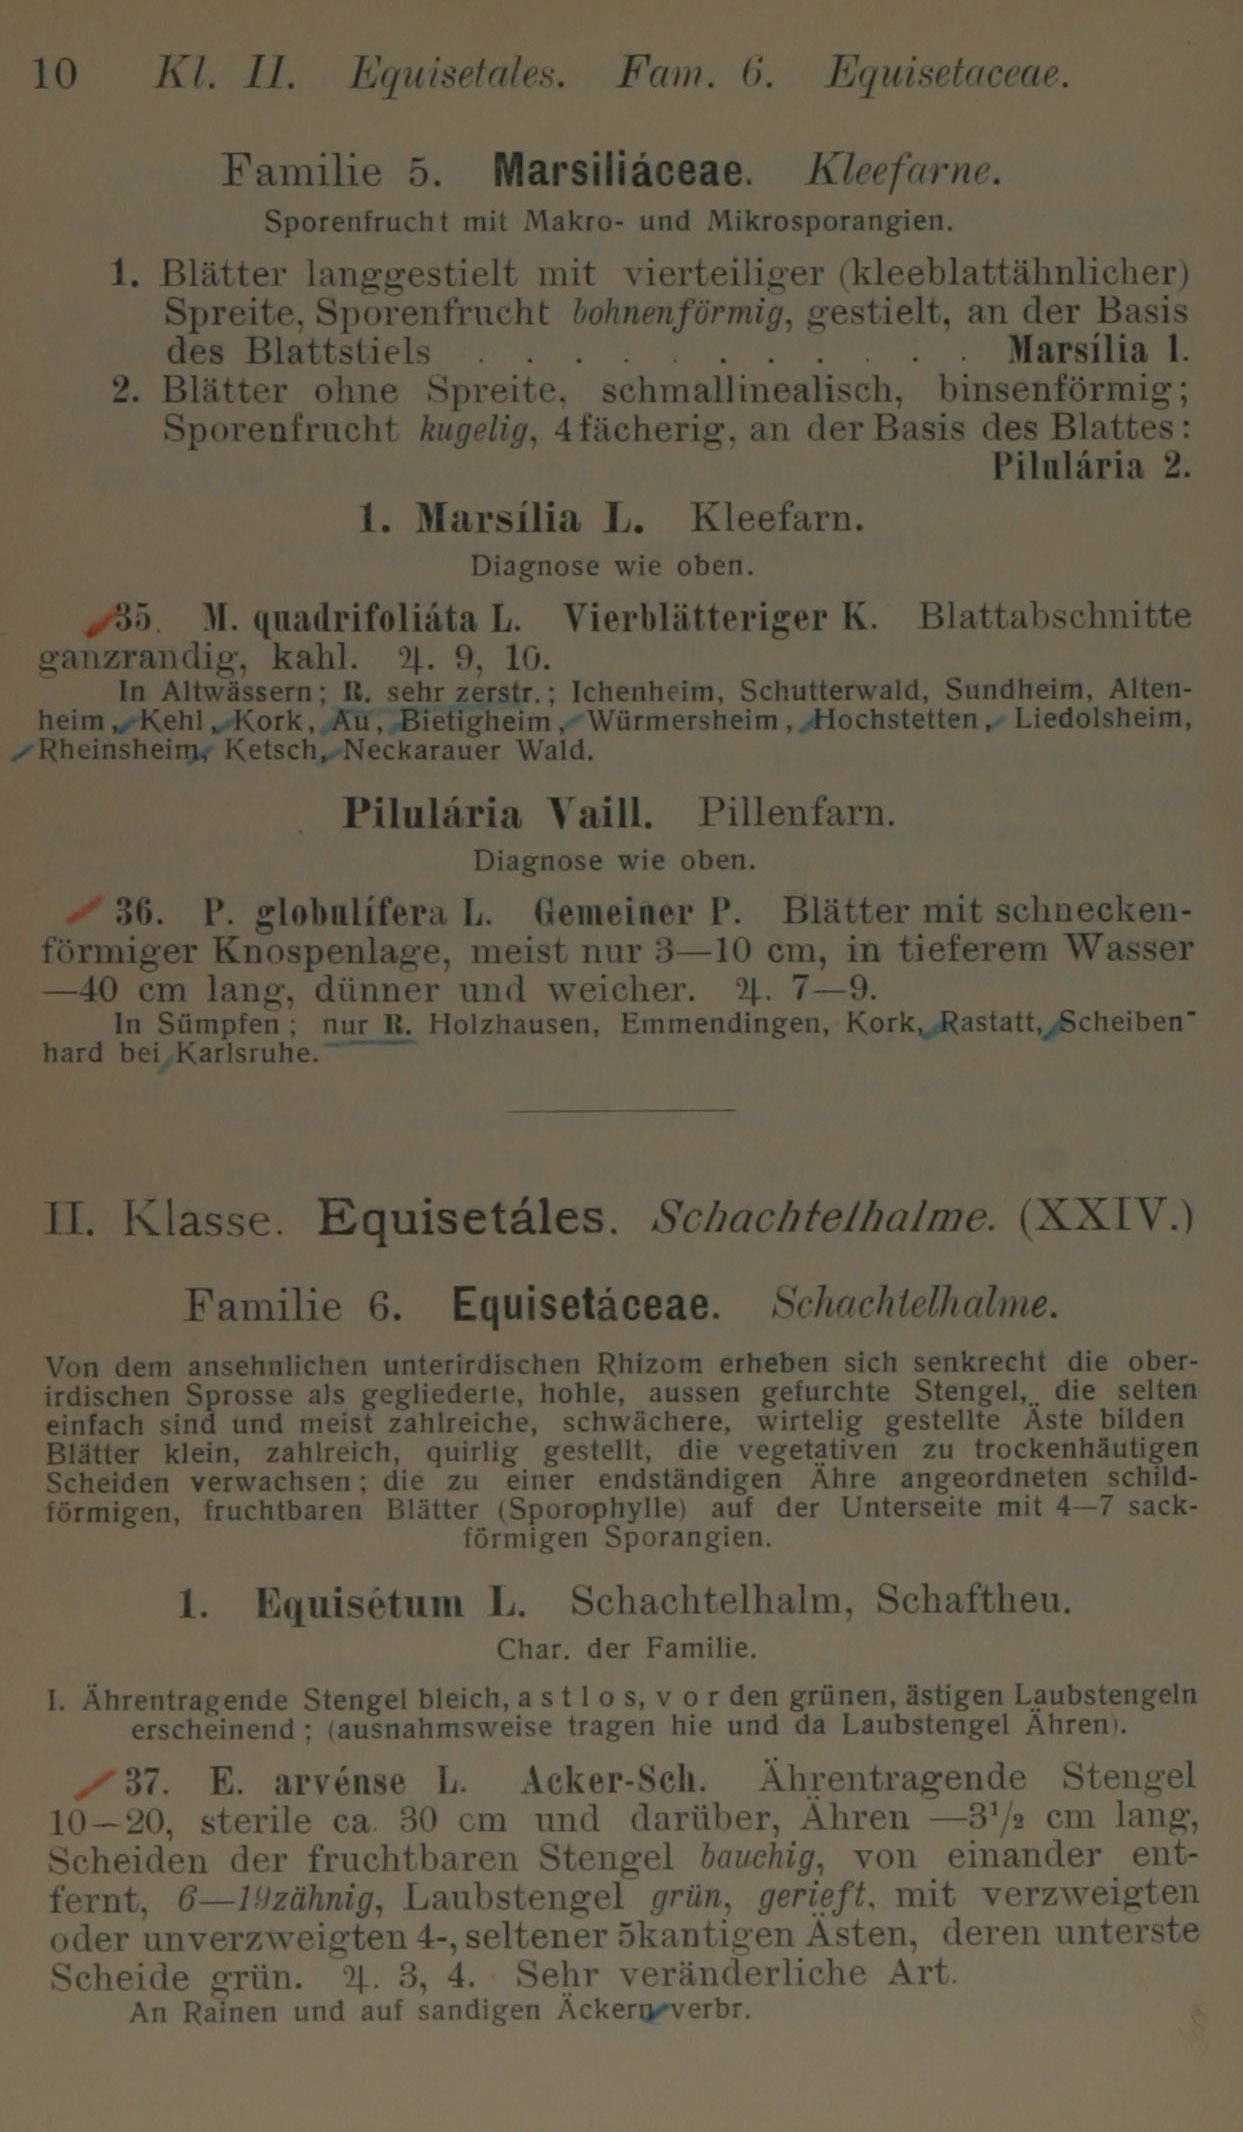 10 Kl. II. Equisetales. Fam. 6. Equisetaceae.
Familie 5. Marsiliáceae. Kleefarne.
Sporenfrucht mit Makro- und Mikrosporangien.
1. Blätter langgestielt mit vierteiliger (kleeblattähnlicher)
Spreite, Sporenfrucht bohnenförmig, gestielt, an der Basis
des Blattstiels . . . . . . . . . . . Marsília 1.
2. Blätter ohne Spreite, schmallinealisch, binsenförmig;
Sporenfrucht kugelig, 4fächerig, an der Basis des Blattes:
Pilulária 2.
1. Marsília L. Kleefarn.
Diagnose wie oben.
35. M. quadrifoliáta L. Vierblätteriger K. Blattabschnitte
ganzrandig, kahl. ♃. 9, 10.
In Altwässern; R. sehr zerstr.; Ichenheim, Schutterwald, Sundheim, Alten-
heim, Kehl, Kork, Au, Bietigheim, Würmersheim, Hochstetten, Liedolsheim,
Rheinsheim, Ketsch, Neckarauer Wald.
Pilulária Vaill. Pillenfarn.
Diagnose wie oben.
36. P. globulífera L. Gemeiner P. Blätter mit schnecken-
förmiger Knospenlage, meist nur 3—10 cm, in tieferem Wasser
—40 cm lang, dünner und weicher. ♃. 7—9.
In Sümpfen; nur R. Holzhausen, Emmendingen, Kork, Rastatt, Scheiben-
hard bei Karlsruhe.
II. Klasse. Equisetáles. Schachtelhalme. (XXIV.)
Familie 6. Equisetáceae. Schachtelhalme.
Von dem ansehnlichen unterirdischen Rhizom erheben sich senkrecht die ober-
irdischen Sprosse als gegliederte, hohle, aussen gefurchte Stengel, die selten
einfach sind und meist zahlreiche, schwächere, wirtelig gestellte Äste bilden
Blätter klein, zahlreich, quirlig gestellt, die vegetativen zu trockenhäutigen
Scheiden verwachsen; die zu einer endständigen Ähre angeordneten schild-
förmigen, fruchtbaren Blätter (Sporophylle) auf der Unterseite mit 4—7 sack-
förmigen Sporangien.
1. Equisétum L. Schachtelhalm, Schaftheu.
Char. der Familie.
I. Ährentragende Stengel bleich, astlos, vor den grünen, ästigen Laubstengeln
erscheinend; (ausnahmsweise tragen hie und da Laubstengel Ähren).
37. E. arvénse L. Acker-Sch. Ährentragende Stengel
10—20, sterile ca. 30 cm und darüber, Ähren —3½ cm lang,
Scheiden der fruchtbaren Stengel bauchig, von einander ent-
fernt, 6—19zähnig, Laubstengel grün, gerieft, mit verzweigten
oder unverzweigten 4-, seltener 5kantigen Ästen, deren unterste
Scheide grün. ♃. 3, 4. Sehr veränderliche Art.
An Rainen und auf sandigen Äckern verbr.